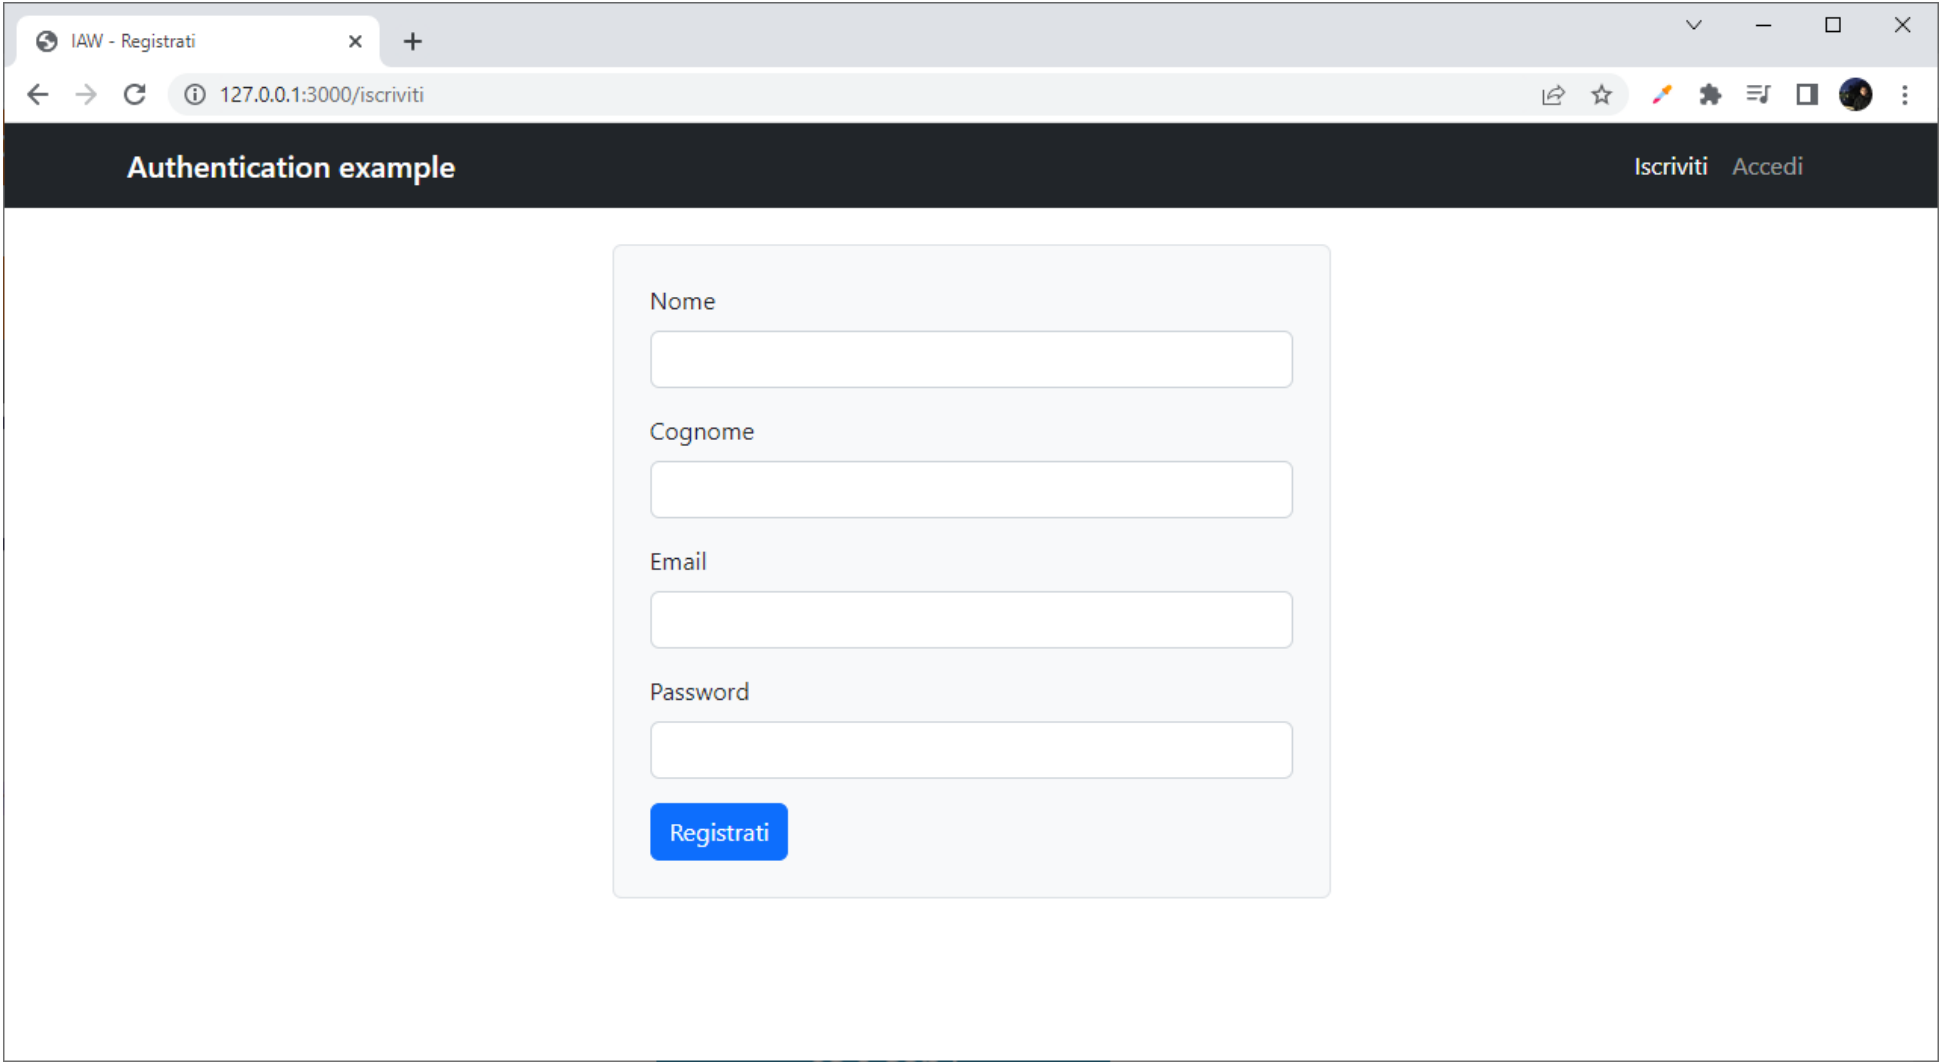 IAW - Registrati
127.0.0.1:3000/iscriviti
Authentication example
Iscriviti Accedi
Nome
Cognome
Email
Password
Registrati